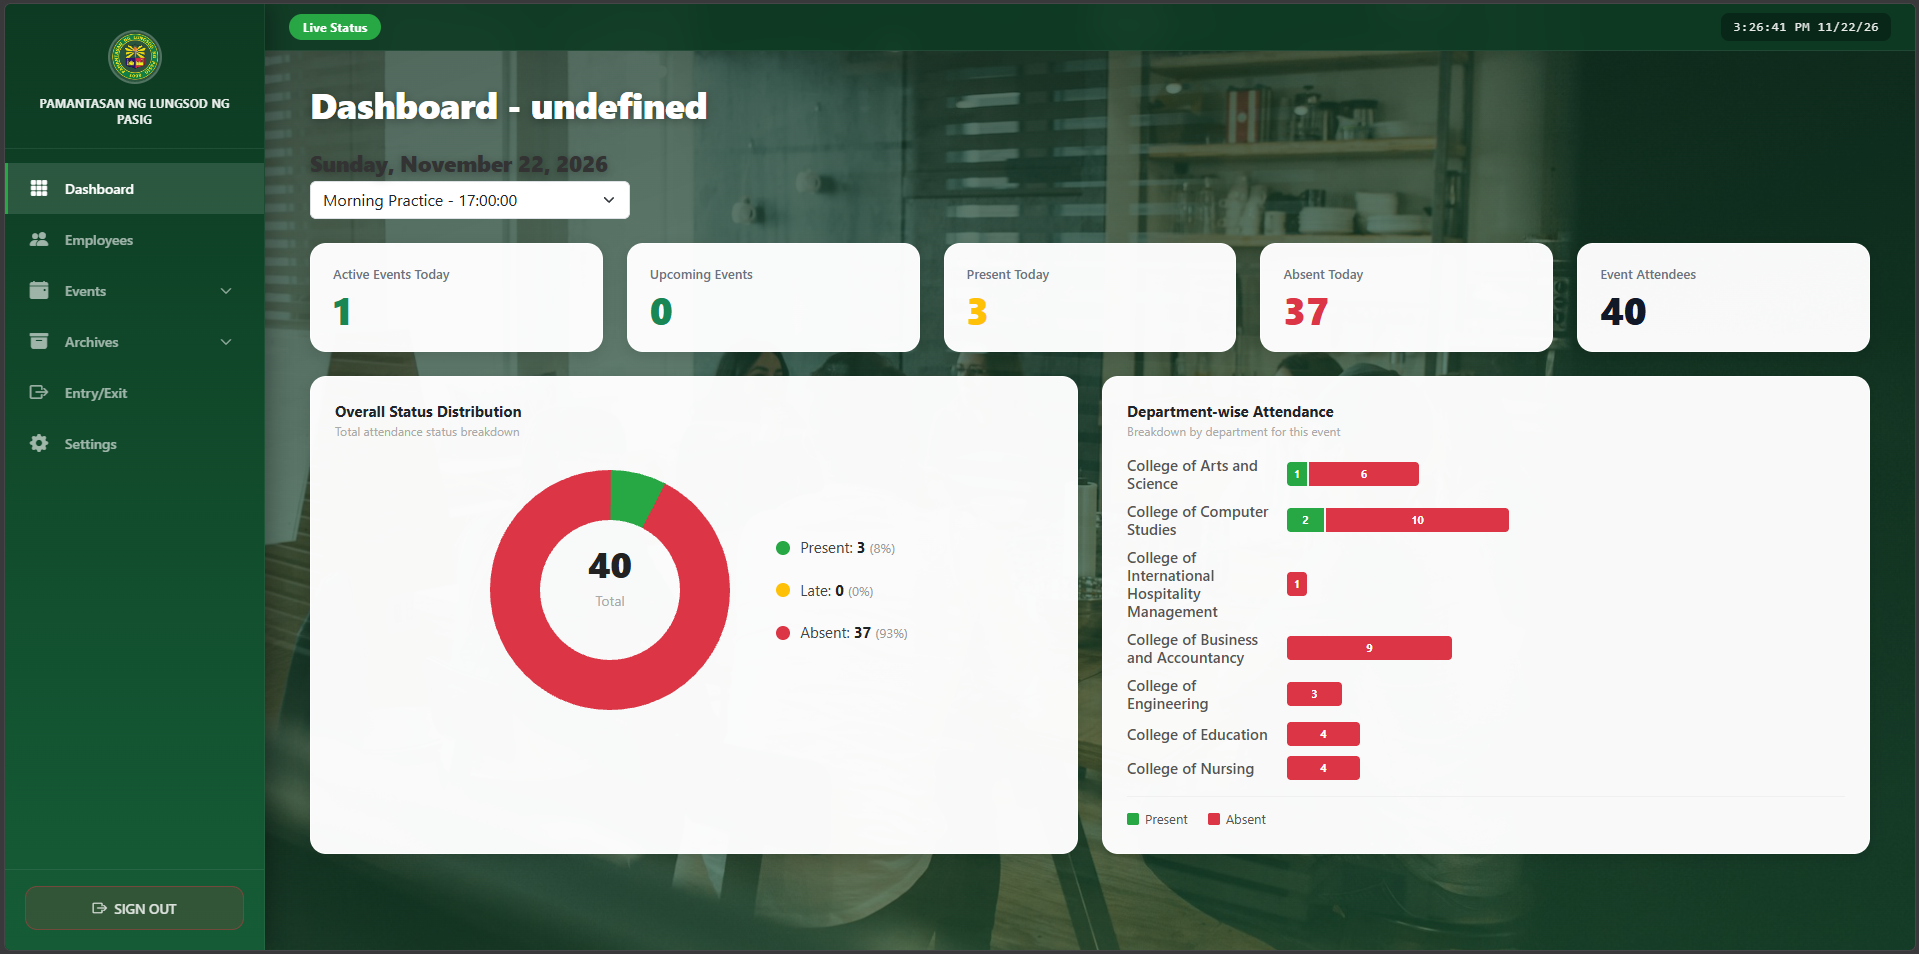 PAMANTASAN NG LUNGSOD NG
PASIG
Dashboard
Employees
Events
Archives
Entry/Exit
Settings
SIGN OUT
Live Status
3:26:41 PM 11/22/26
Dashboard - undefined
Sunday, November 22, 2026
Morning Practice - 17:00:00
Active Events Today
1
Upcoming Events
0
Present Today
3
Absent Today
37
Event Attendees
40
Overall Status Distribution
Total attendance status breakdown
40
Total
Present: 3 (8%)
Late: 0 (0%)
Absent: 37 (93%)
Department-wise Attendance
Breakdown by department for this event
College of Arts and
Science
1 6
College of Computer
Studies
2 10
College of
International
Hospitality
Management
1
College of Business
and Accountancy
9
College of
Engineering
3
College of Education
4
College of Nursing
4
Present Absent